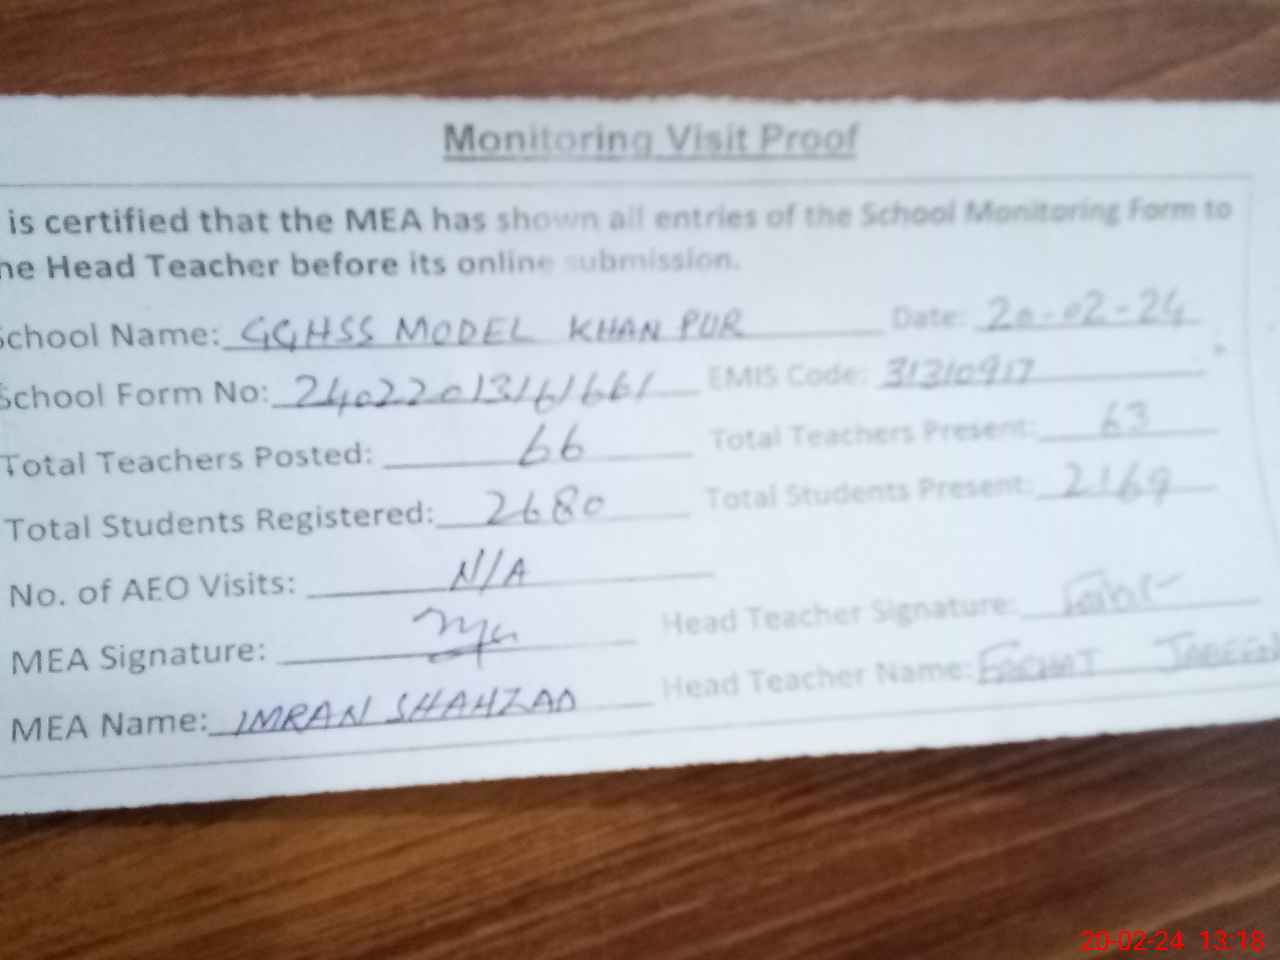 Monitoring Visit Proof
is certified that the MEA has shown all entries of the School Monitoring Form to
he Head Teacher before its online submission.
School Name: GGHSS MODEL KHAN PUR Date: 20-02-24
School Form No: 24022013161661 EMIS Code: 31310917
Total Teachers Posted: 66 Total Teachers Present: 63
Total Students Registered: 2680 Total Students Present: 2169
No. of AEO Visits: N/A
MEA Signature: Head Teacher Signature:
MEA Name: IMRAN SHAHZAD Head Teacher Name: FARHAT JABEEN
20-02-24 13:18